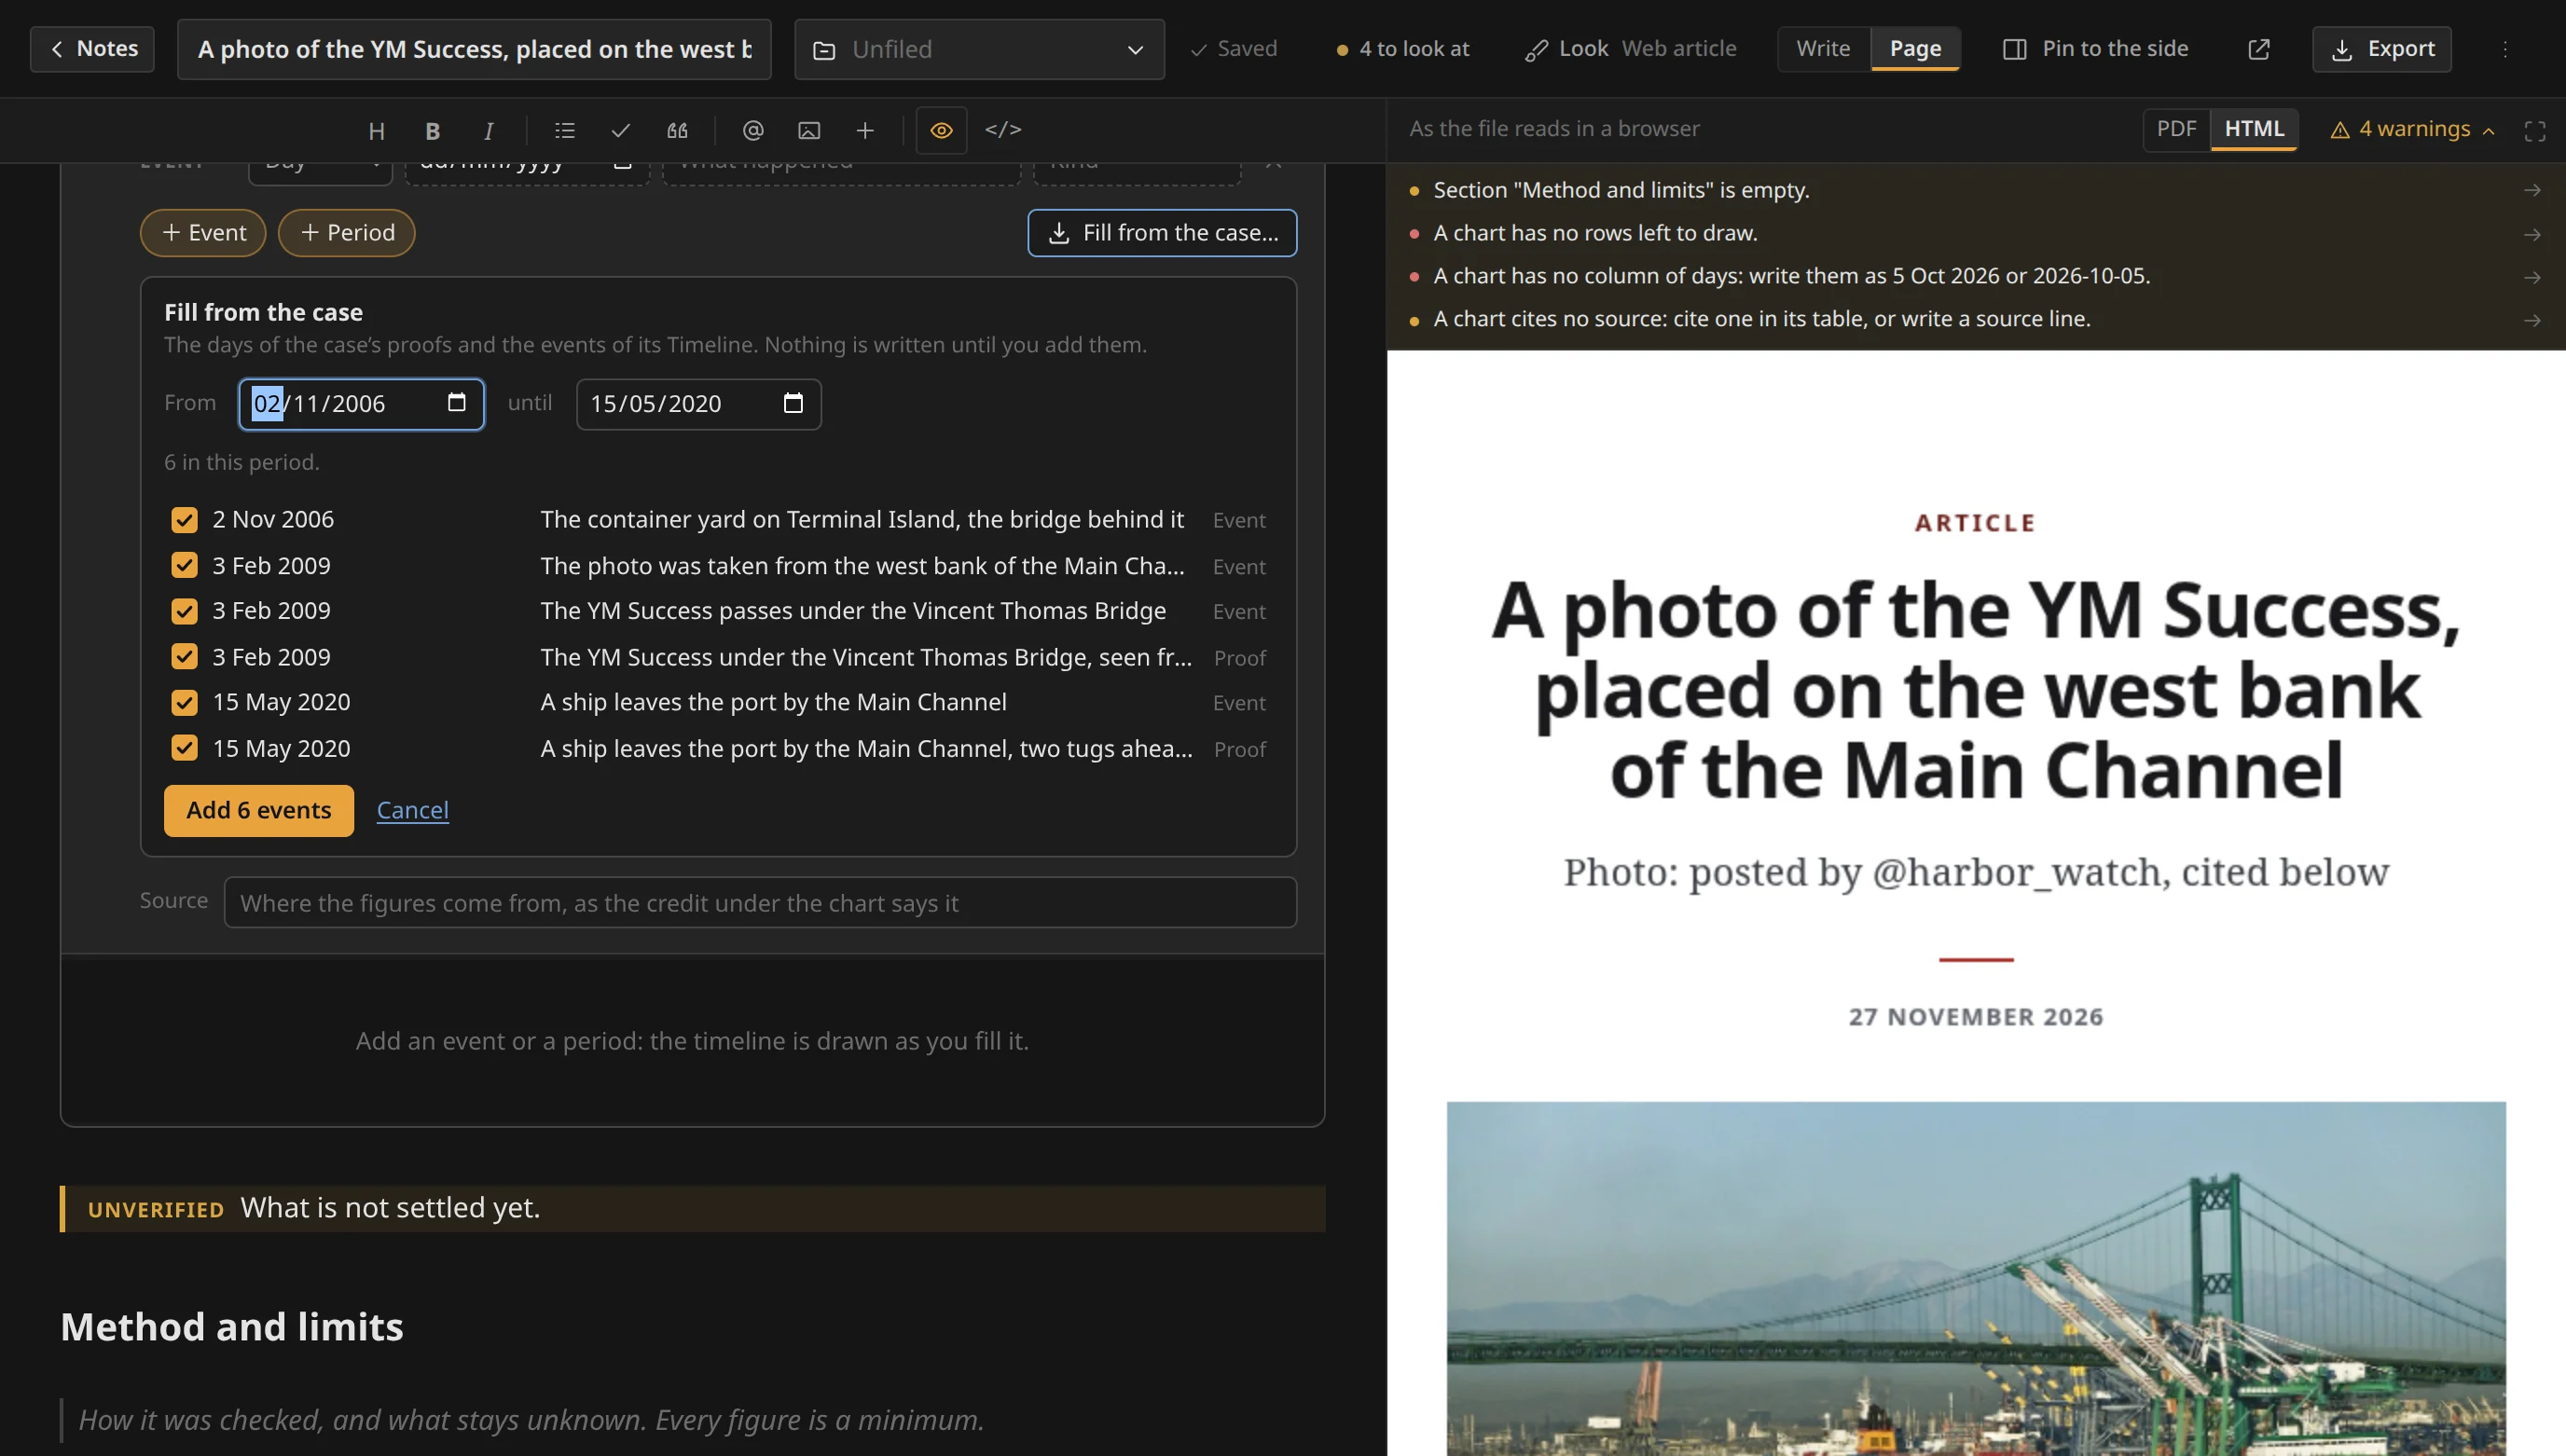 Notes
A photo of the YM Success, placed on the west b
Unfiled
Saved
4 to look at
Look Web article
Write
Page
Pin to the side
Export
H B I
</>
As the file reads in a browser
PDF
HTML
4 warnings
EVENT Day dd/mm/yyyy What happened Kind
Event
Period
Fill from the case...
Fill from the case
The days of the case's proofs and the events of its Timeline. Nothing is written until you add them.
From 02/11/2006 until 15/05/2020
6 in this period.
2 Nov 2006 The container yard on Terminal Island, the bridge behind it Event
3 Feb 2009 The photo was taken from the west bank of the Main Cha... Event
3 Feb 2009 The YM Success passes under the Vincent Thomas Bridge Event
3 Feb 2009 The YM Success under the Vincent Thomas Bridge, seen fr... Proof
15 May 2020 A ship leaves the port by the Main Channel Event
15 May 2020 A ship leaves the port by the Main Channel, two tugs ahea... Proof
Add 6 events
Cancel
Source Where the figures come from, as the credit under the chart says it
Add an event or a period: the timeline is drawn as you fill it.
UNVERIFIED What is not settled yet.
Method and limits
How it was checked, and what stays unknown. Every figure is a minimum.
Section "Method and limits" is empty.
A chart has no rows left to draw.
A chart has no column of days: write them as 5 Oct 2026 or 2026-10-05.
A chart cites no source: cite one in its table, or write a source line.
ARTICLE
A photo of the YM Success,
placed on the west bank
of the Main Channel
Photo: posted by @harbor_watch, cited below
27 NOVEMBER 2026